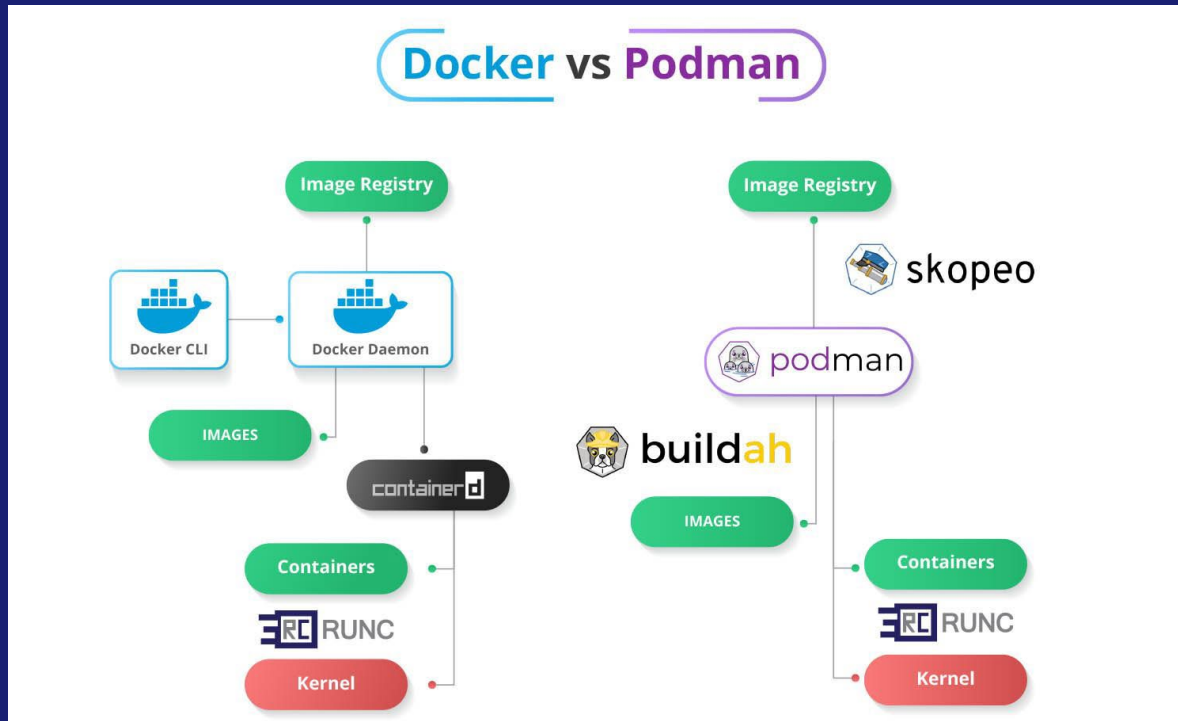 Docker vs Podman
Image Registry
Docker CLI
Docker Daemon
IMAGES
containerd
Containers
RC RUNC
Kernel
Image Registry
skopeo
podman
buildah
IMAGES
Containers
RC RUNC
Kernel